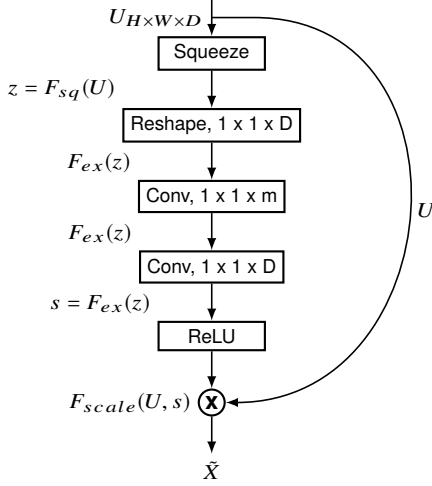 U_{H×W×D}
Squeeze
z = F_{sq}(U)
Reshape, 1 x 1 x D
F_{ex}(z)
Conv, 1 x 1 x m
F_{ex}(z)
U
Conv, 1 x 1 x D
s = F_{ex}(z)
ReLU
F_{scale}(U, s) x
X̃